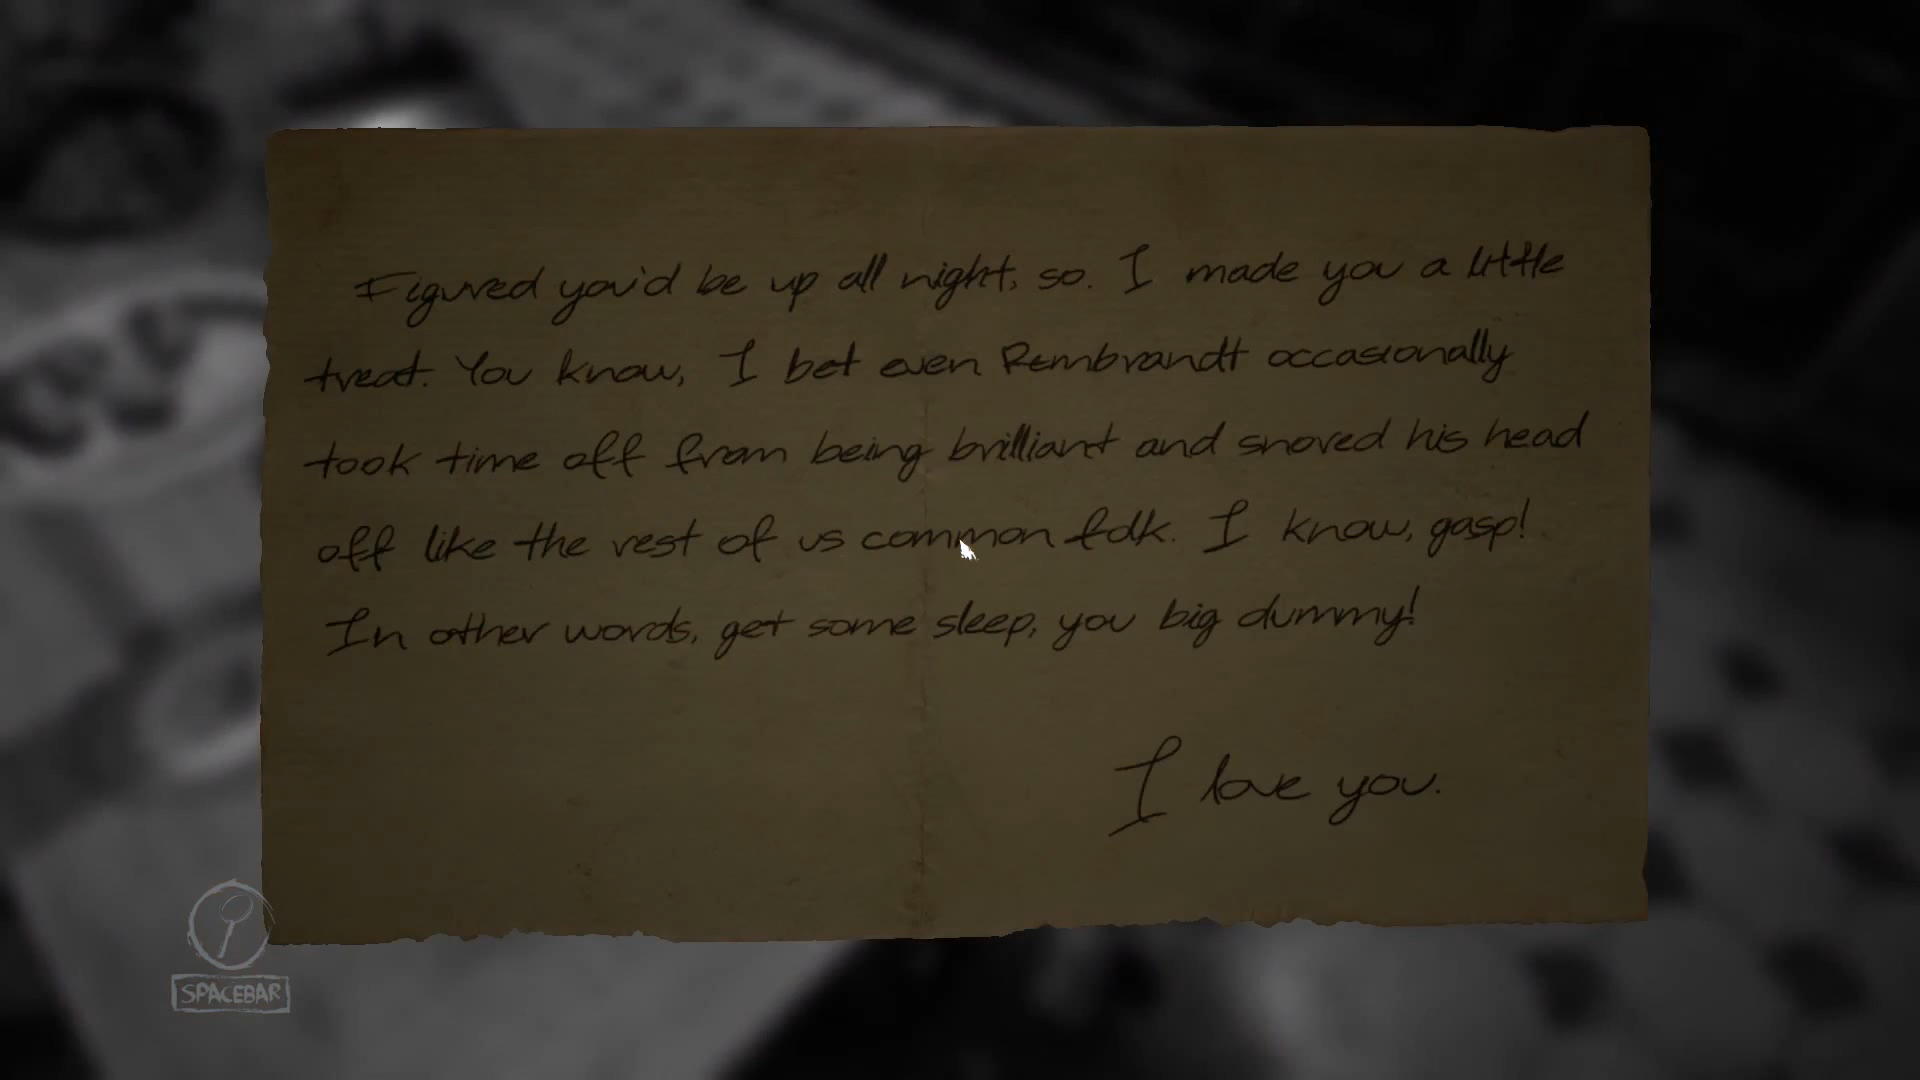 Figured you'd be up all night, so. I made you a little
treat. You know, I bet even Rembrandt occasionally
took time off from being brilliant and snored his head
off like the rest of us common folk. I know, gasp!
In other words, get some sleep, you big dummy!
I love you.
SPACEBAR